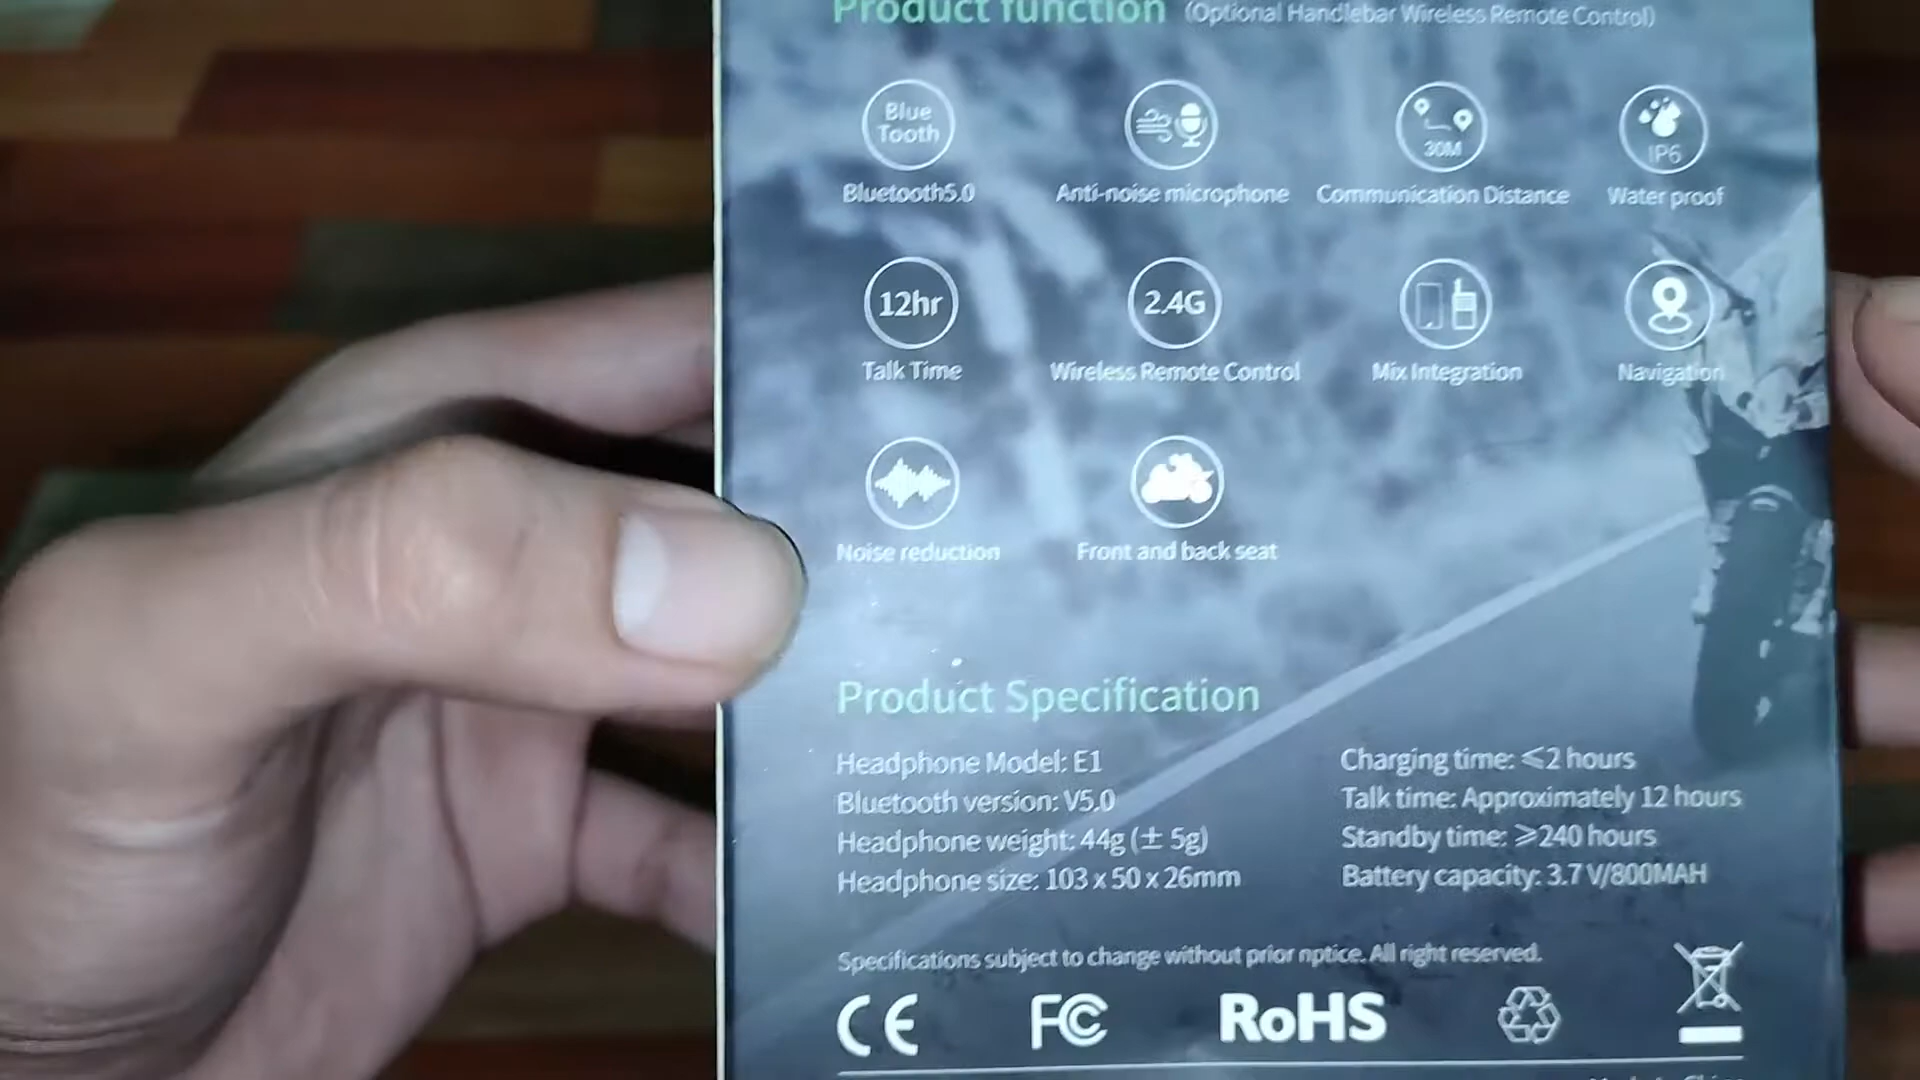 Product function (Optional Handlebar Wireless Remote Control)
Blue
Tooth
30M
IP6
Bluetooth5.0 Anti-noise microphone Communication Distance Water proof
12hr 2.4G
Talk Time Wireless Remote Control Mix Integration Navigation
Noise reduction Front and back seat
Product Specification
Headphone Model: E1
Bluetooth version: V5.0
Headphone weight: 44g (± 5g)
Headphone size: 103 x 50 x 26mm
Charging time: ≤2 hours
Talk time: Approximately 12 hours
Standby time: ≥240 hours
Battery capacity: 3.7 V/800MAH
Specifications subject to change without prior nptice. All right reserved.
CE FC RoHS